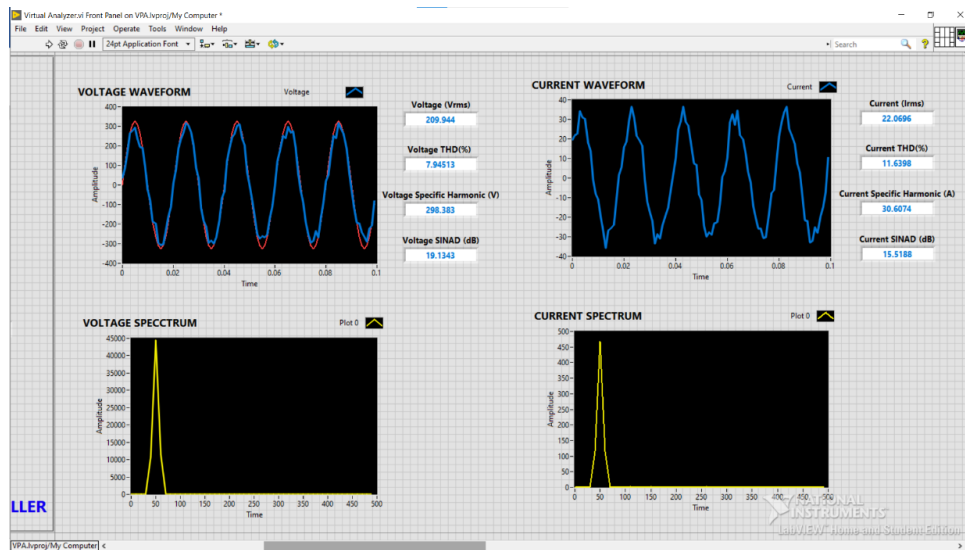 Virtual Analyzer.vi Front Panel on VPA.lvproj/My Computer *
File Edit View Project Operate Tools Window Help
24pt Application Font
Search
VOLTAGE WAVEFORM
Voltage
400-
300-
200-
100-
0-
-100-
-200-
-300-
-400-
Amplitude
0 0.02 0.04 0.06 0.08 0.1
Time
Voltage (Vrms)
209.944
Voltage THD(%)
7.94513
Voltage Specific Harmonic (V)
298.383
Voltage SINAD (dB)
19.1343
CURRENT WAVEFORM
Current
40-
30-
20-
10-
0-
-10-
-20-
-30-
-40-
Amplitude
0 0.02 0.04 0.06 0.08 0.1
Time
Current (Irms)
22.0696
Current THD(%)
11.6398
Current Specific Harmonic (A)
30.6074
Current SINAD (dB)
15.5188
VOLTAGE SPECCTRUM
Plot 0
45000-
40000-
35000-
30000-
25000-
20000-
15000-
10000-
5000-
0-
Amplitude
0 50 100 150 200 250 300 350 400 450 500
Time
CURRENT SPECTRUM
Plot 0
500-
450-
400-
350-
300-
250-
200-
150-
100-
50-
0-
Amplitude
0 50 100 150 200 250 300 350 400 450 500
Time
LLER
NATIONAL
INSTRUMENTS
LabVIEW™ Home and Student Edition
VPA.lvproj/My Computer